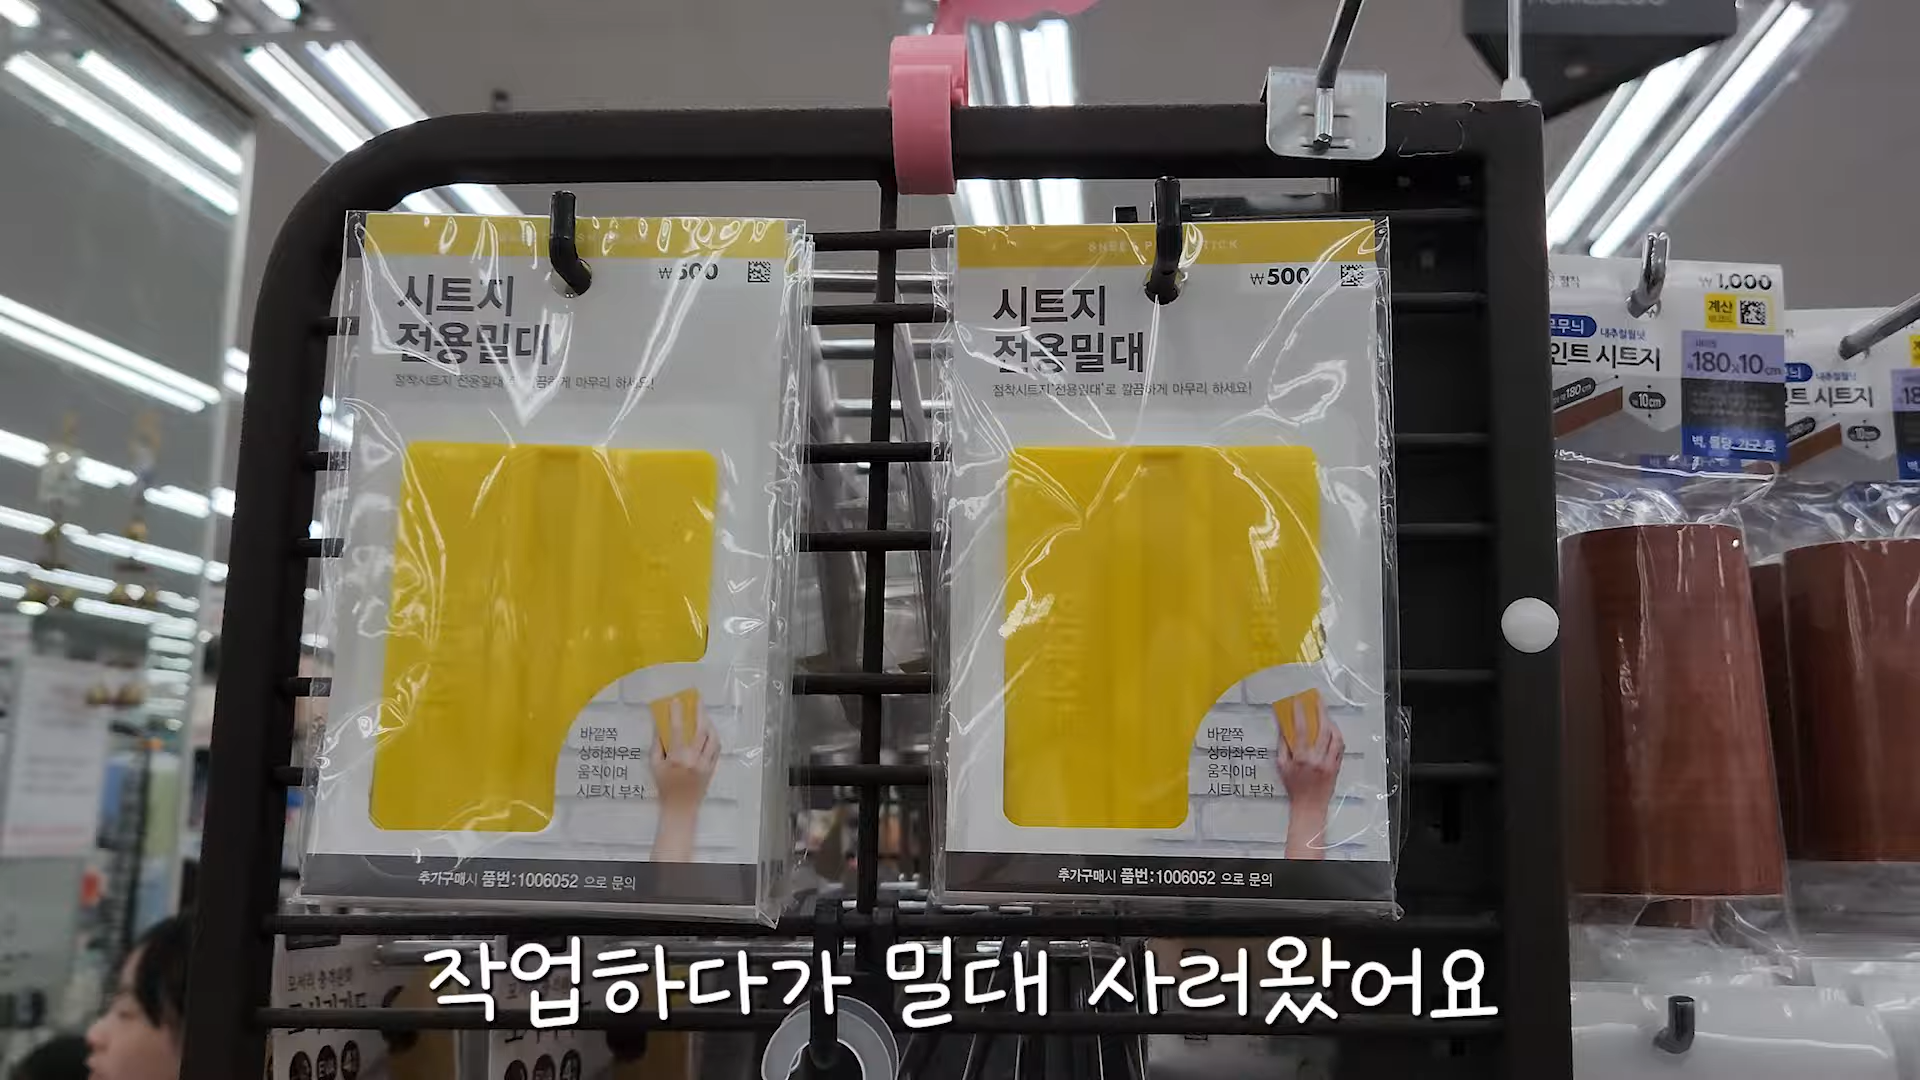 ₩500
시트지
전용밀대
점착시트지 '전용밀대'로 깔끔하게 마무리 하세요!
바깥쪽
상하좌우로
움직이며
시트지 부착
추가구매시 품번:1006052 으로 문의
₩500
시트지
전용밀대
점착시트지 '전용밀대'로 깔끔하게 마무리 하세요!
바깥쪽
상하좌우로
움직이며
시트지 부착
추가구매시 품번:1006052 으로 문의
₩1,000
계산
인트 시트지
180x10cm
180cm
10cm
벽, 몰딩, 가구 등
트 시트지
작업하다가 밀대 사러왔어요